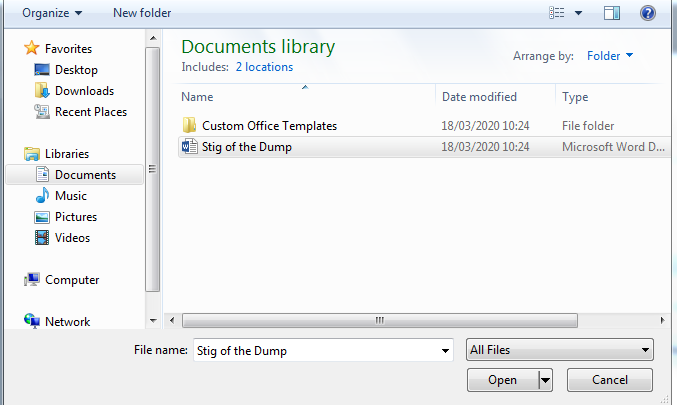 Organize New folder
Favorites
Desktop
Downloads
Recent Places
Libraries
Documents
Music
Pictures
Videos
Computer
Network
Documents library
Includes: 2 locations
Arrange by: Folder
Name Date modified Type
Custom Office Templates 18/03/2020 10:24 File folder
Stig of the Dump 18/03/2020 10:24 Microsoft Word D...
File name: Stig of the Dump All Files
Open Cancel